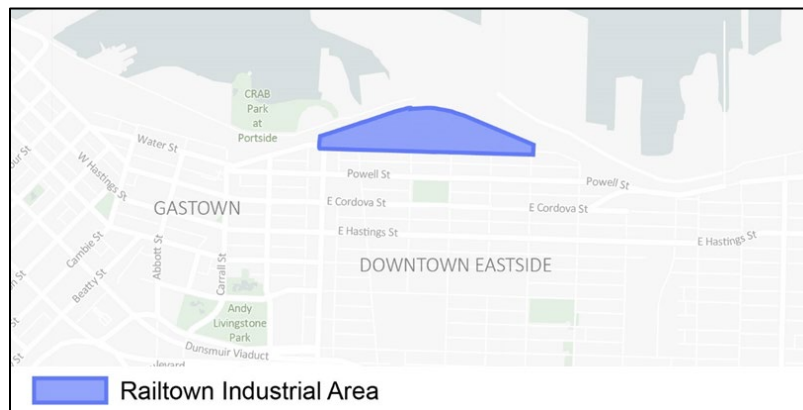 CRAB
Park
at
Portside
Water St
W Hastings St
Powell St
Powell St
E Cordova St
E Cordova St
GASTOWN
E Hastings St
E Hastings St
Cambie St
Abbott St
Carrall St
DOWNTOWN EASTSIDE
Beatty St
Andy
Livingstone
Park
Dunsmuir Viaduct
Railtown Industrial Area